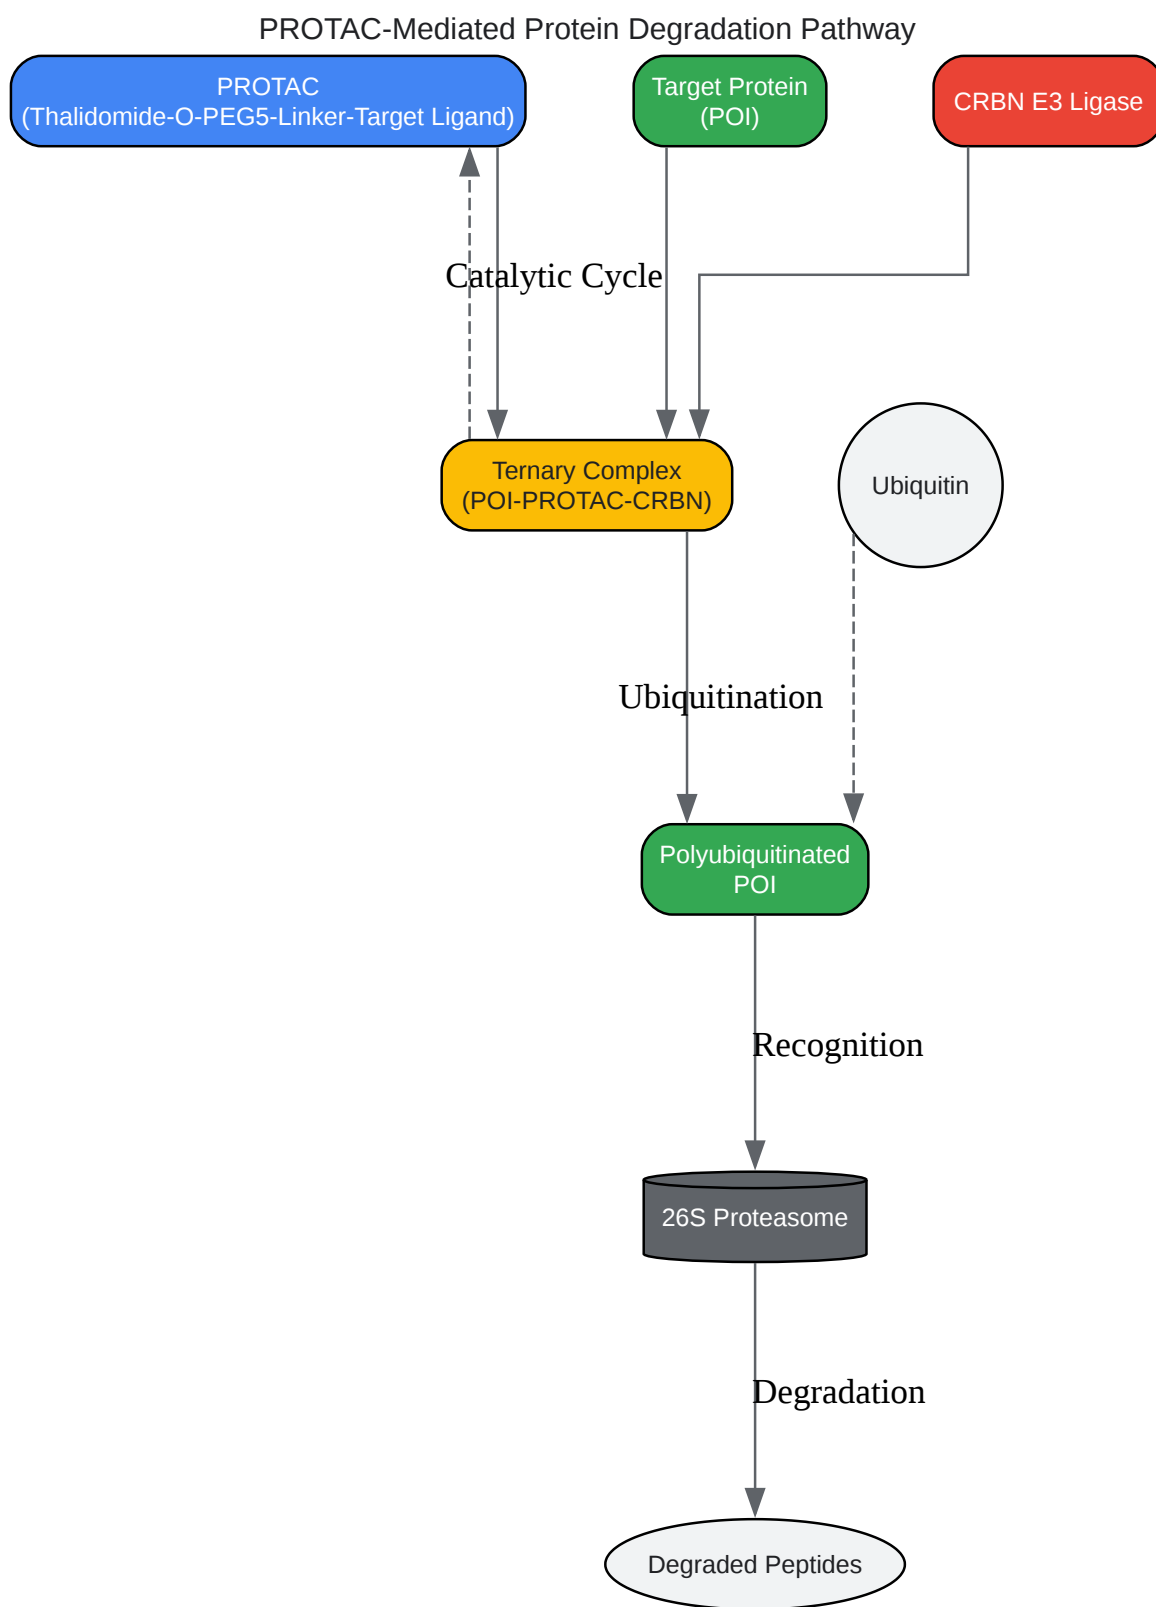 PROTAC-Mediated Protein Degradation Pathway
PROTAC
(Thalidomide-O-PEG5-Linker-Target Ligand)
Target Protein
(POI)
CRBN E3 Ligase
Catalytic Cycle
Ternary Complex
(POI-PROTAC-CRBN)
Ubiquitin
Ubiquitination
Polyubiquitinated
POI
Recognition
26S Proteasome
Degradation
Degraded Peptides